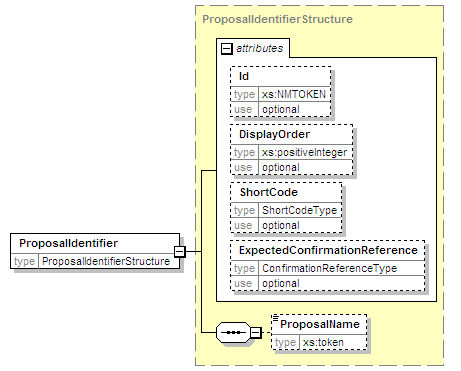 ProposalIdentifierStructure
attributes
Id
type xs:NMTOKEN
use optional
DisplayOrder
type xs:positiveInteger
use optional
ShortCode
type ShortCodeType
use optional
ExpectedConfirmationReference
type ConfirmationReferenceType
use optional
ProposalIdentifier
type ProposalIdentifierStructure
ProposalName
type xs:token